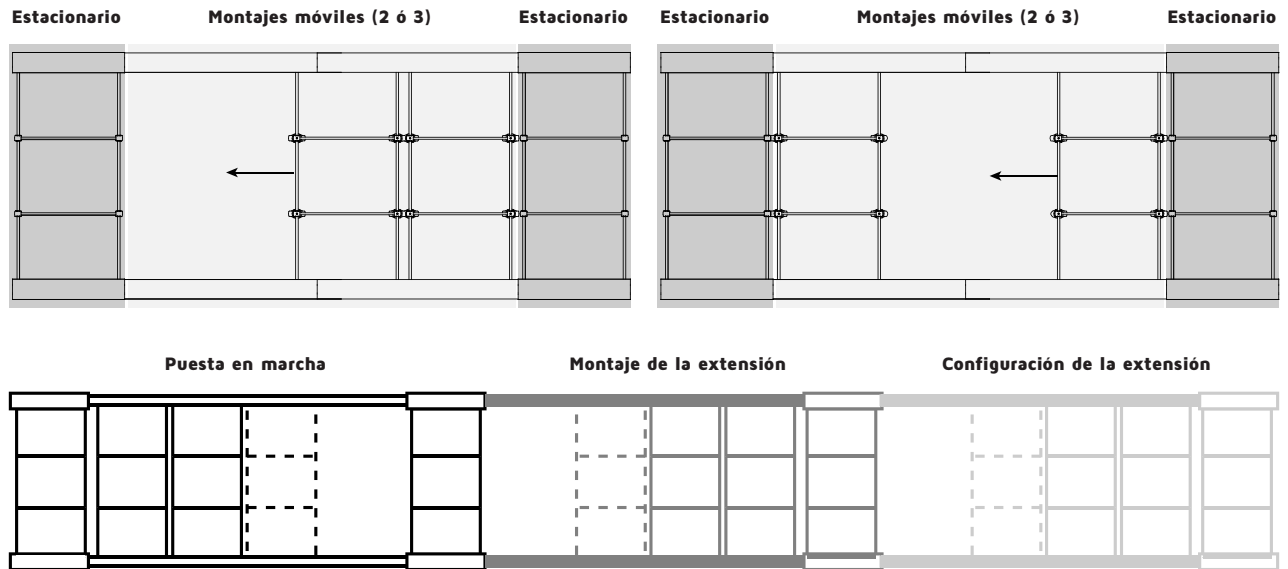 Estacionario Montajes móviles (2 ó 3) Estacionario Montajes móviles (2 ó 3) Estacionario
Puesta en marcha Montaje de la extensión Configuración de la extensión